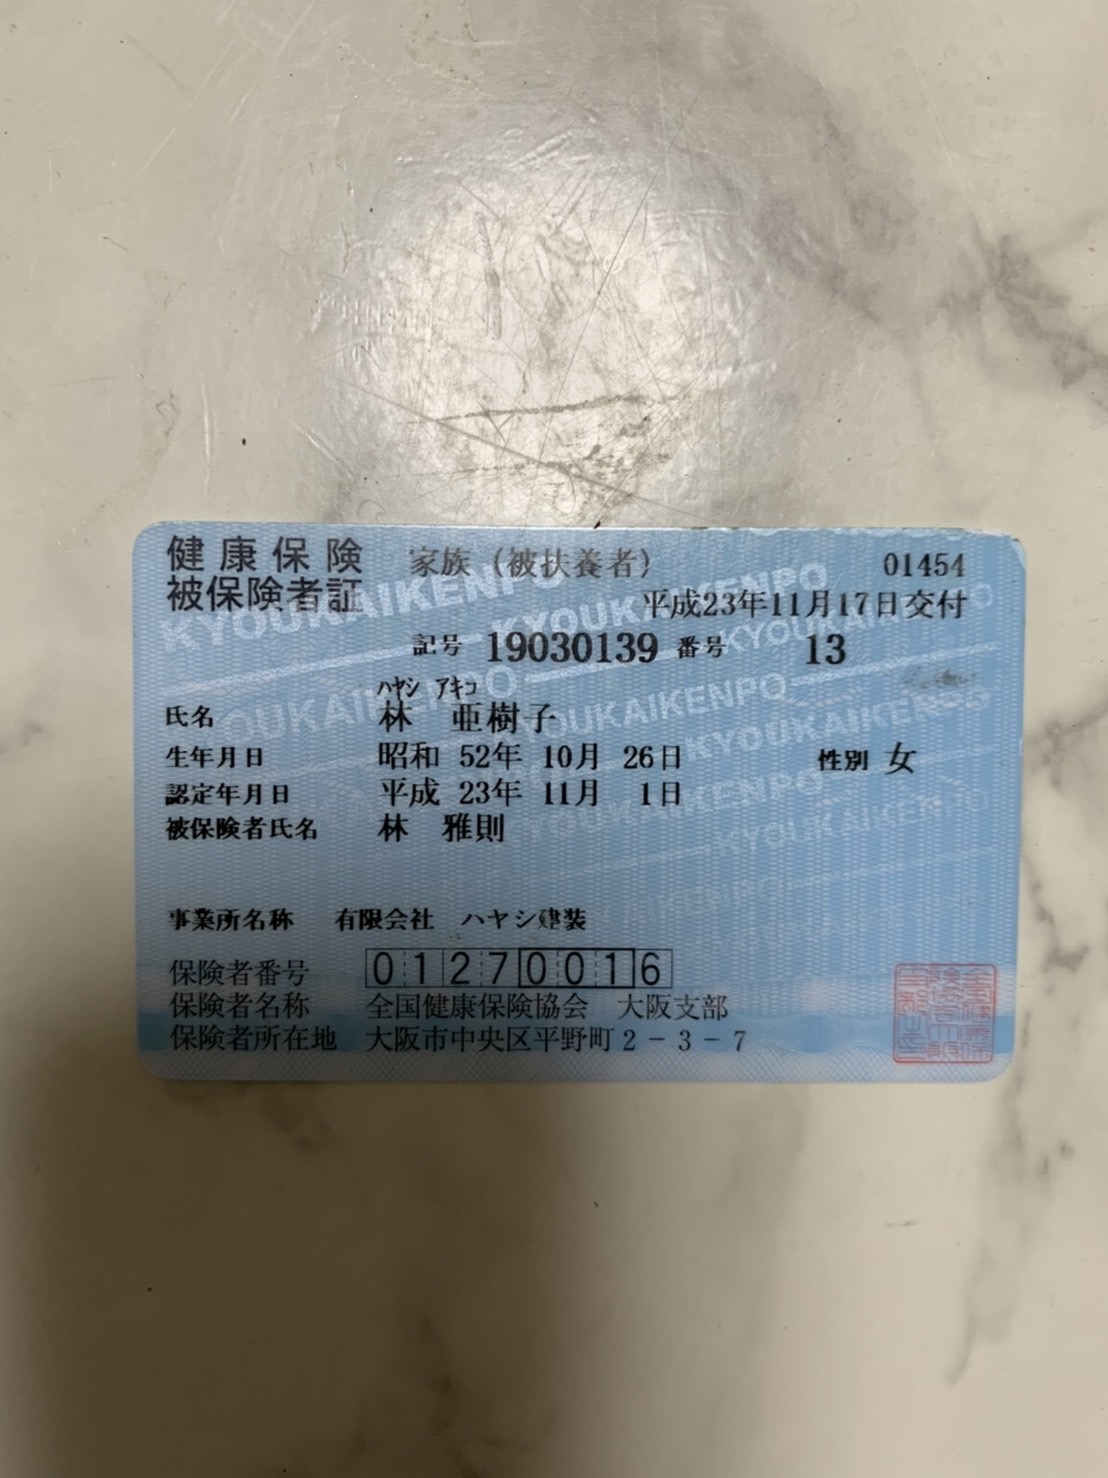 健康保険 家族（被扶養者） 01454
被保険者証 平成23年11月17日交付
記号 19030139 番号 13
ﾊﾔｼ ｱｷｺ
氏名 林 亜樹子
生年月日 昭和 52年 10月 26日 性別 女
認定年月日 平成 23年 11月 1日
被保険者氏名 林 雅則
事業所名称 有限会社 ハヤシ建装
保険者番号 01270016
保険者名称 全国健康保険協会 大阪支部
保険者所在地 大阪市中央区平野町2-3-7
KYOUKAIKENPO